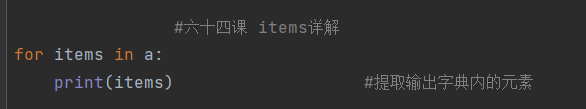 #六十四课 items详解
for items in a:
print(items) #提取输出字典内的元素